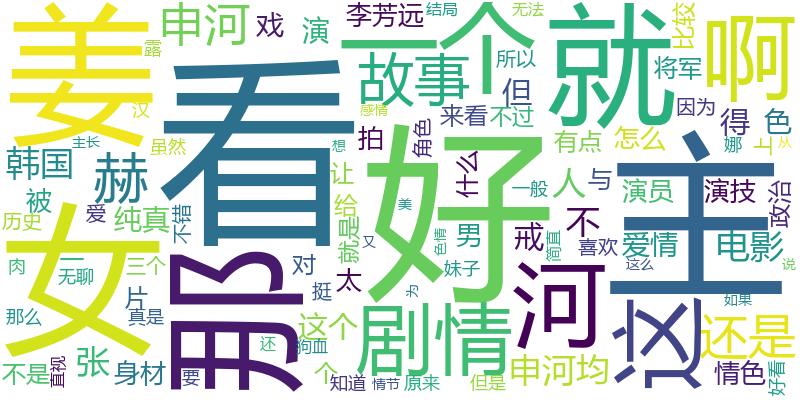 姜
看
好
女
主
就
那
河
这
剧情
一个
啊
故事
申河
戏
演
李芳远
结局
无法
比较
所以
将军
因为
得
色
但
来看
不过
露
汉
感情
主长
虽然
想
从
韩国
赫
被
拍
角色
什么
有点
怎么
上
娜
让
给
一般
人
与
演员
演技
政治
历史
爱
纯真
不错
就是
男
美
又
色情
戒
不
简直
喜欢
爱情
电影
肉
一
无聊
三个
对
太
妹子
为
这么
说
那么
片
真是
挺
这个
狗血
还
还是
如果
不是
直视
张
身材
要
个
知道
情节
原来
但是
申河均
情色
好看